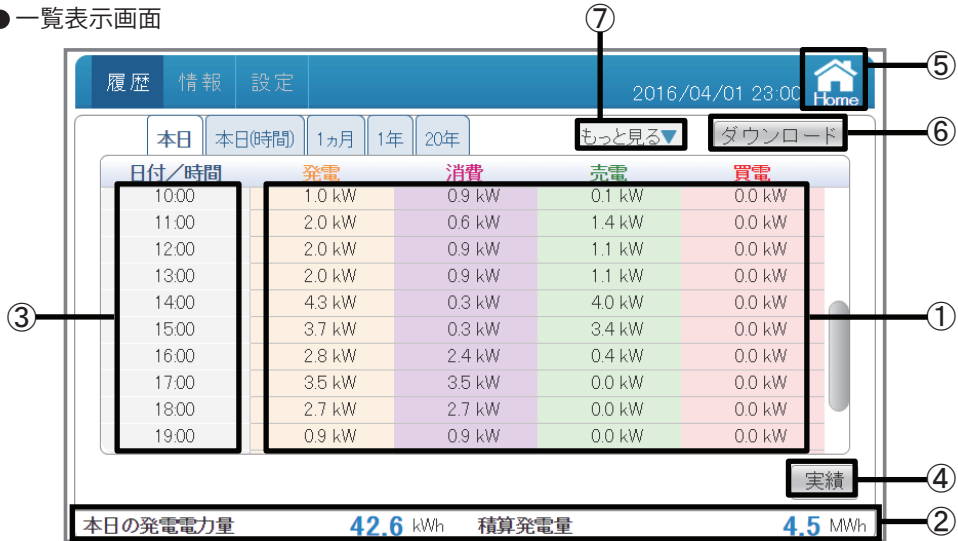 ●一覧表示画面
⑦
履歴 情報 設定 2016/04/01 23:00 Home ⑤
本日 本日(時間) 1ヵ月 1年 20年 もっと見る▼ ダウンロード ⑥
日付／時間 発電 消費 売電 買電
10:00 1.0 kW 0.9 kW 0.1 kW 0.0 kW
11:00 2.0 kW 0.6 kW 1.4 kW 0.0 kW
12:00 2.0 kW 0.9 kW 1.1 kW 0.0 kW
13:00 2.0 kW 0.9 kW 1.1 kW 0.0 kW
14:00 4.3 kW 0.3 kW 4.0 kW 0.0 kW
③ 15:00 3.7 kW 0.3 kW 3.4 kW 0.0 kW ①
16:00 2.8 kW 2.4 kW 0.4 kW 0.0 kW
17:00 3.5 kW 3.5 kW 0.0 kW 0.0 kW
18:00 2.7 kW 2.7 kW 0.0 kW 0.0 kW
19:00 0.9 kW 0.9 kW 0.0 kW 0.0 kW
実績 ④
本日の発電電力量 42.6 kWh 積算発電量 4.5 MWh ②